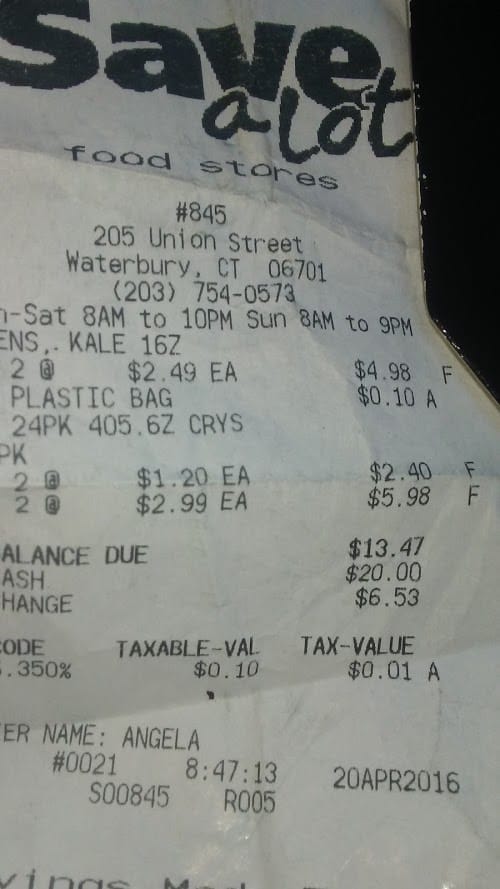 Save
a lot
food stores
#845
205 Union Street
Waterbury, CT 06701
(203) 754-0573
n-Sat 8AM to 10PM Sun 8AM to 9PM
ENS,. KALE 16Z
2 @ $2.49 EA $4.98 F
PLASTIC BAG $0.10 A
24PK 405.6Z CRYS
PK
2 @ $1.20 EA $2.40 F
2 @ $2.99 EA $5.98 F
ALANCE DUE $13.47
ASH $20.00
HANGE $6.53
CODE TAXABLE-VAL TAX-VALUE
.350% $0.10 $0.01 A
ER NAME: ANGELA
#0021 8:47:13 20APR2016
S00845 R005